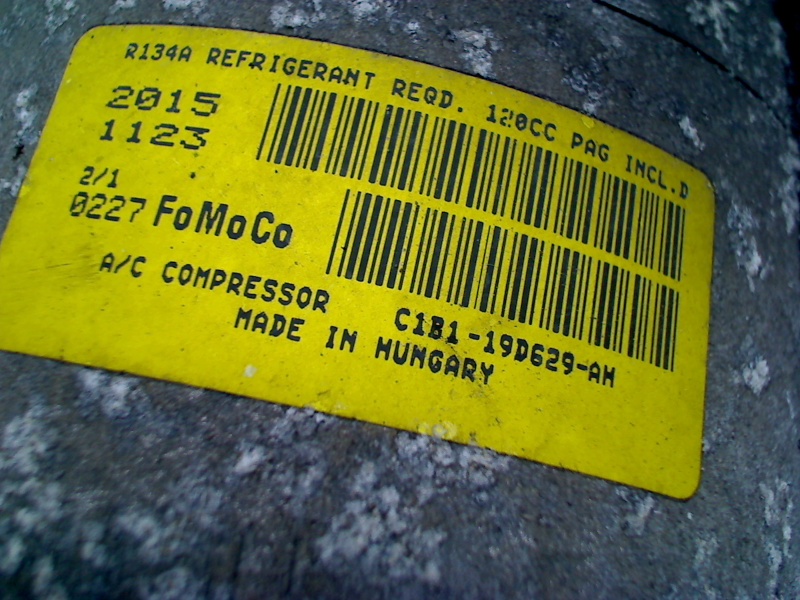 R134A REFRIGERANT REQD. 120CC PAG INCL.D
2015
1123
2/1
0227 FoMoCo
A/C COMPRESSOR C1B1-19D629-AH
MADE IN HUNGARY